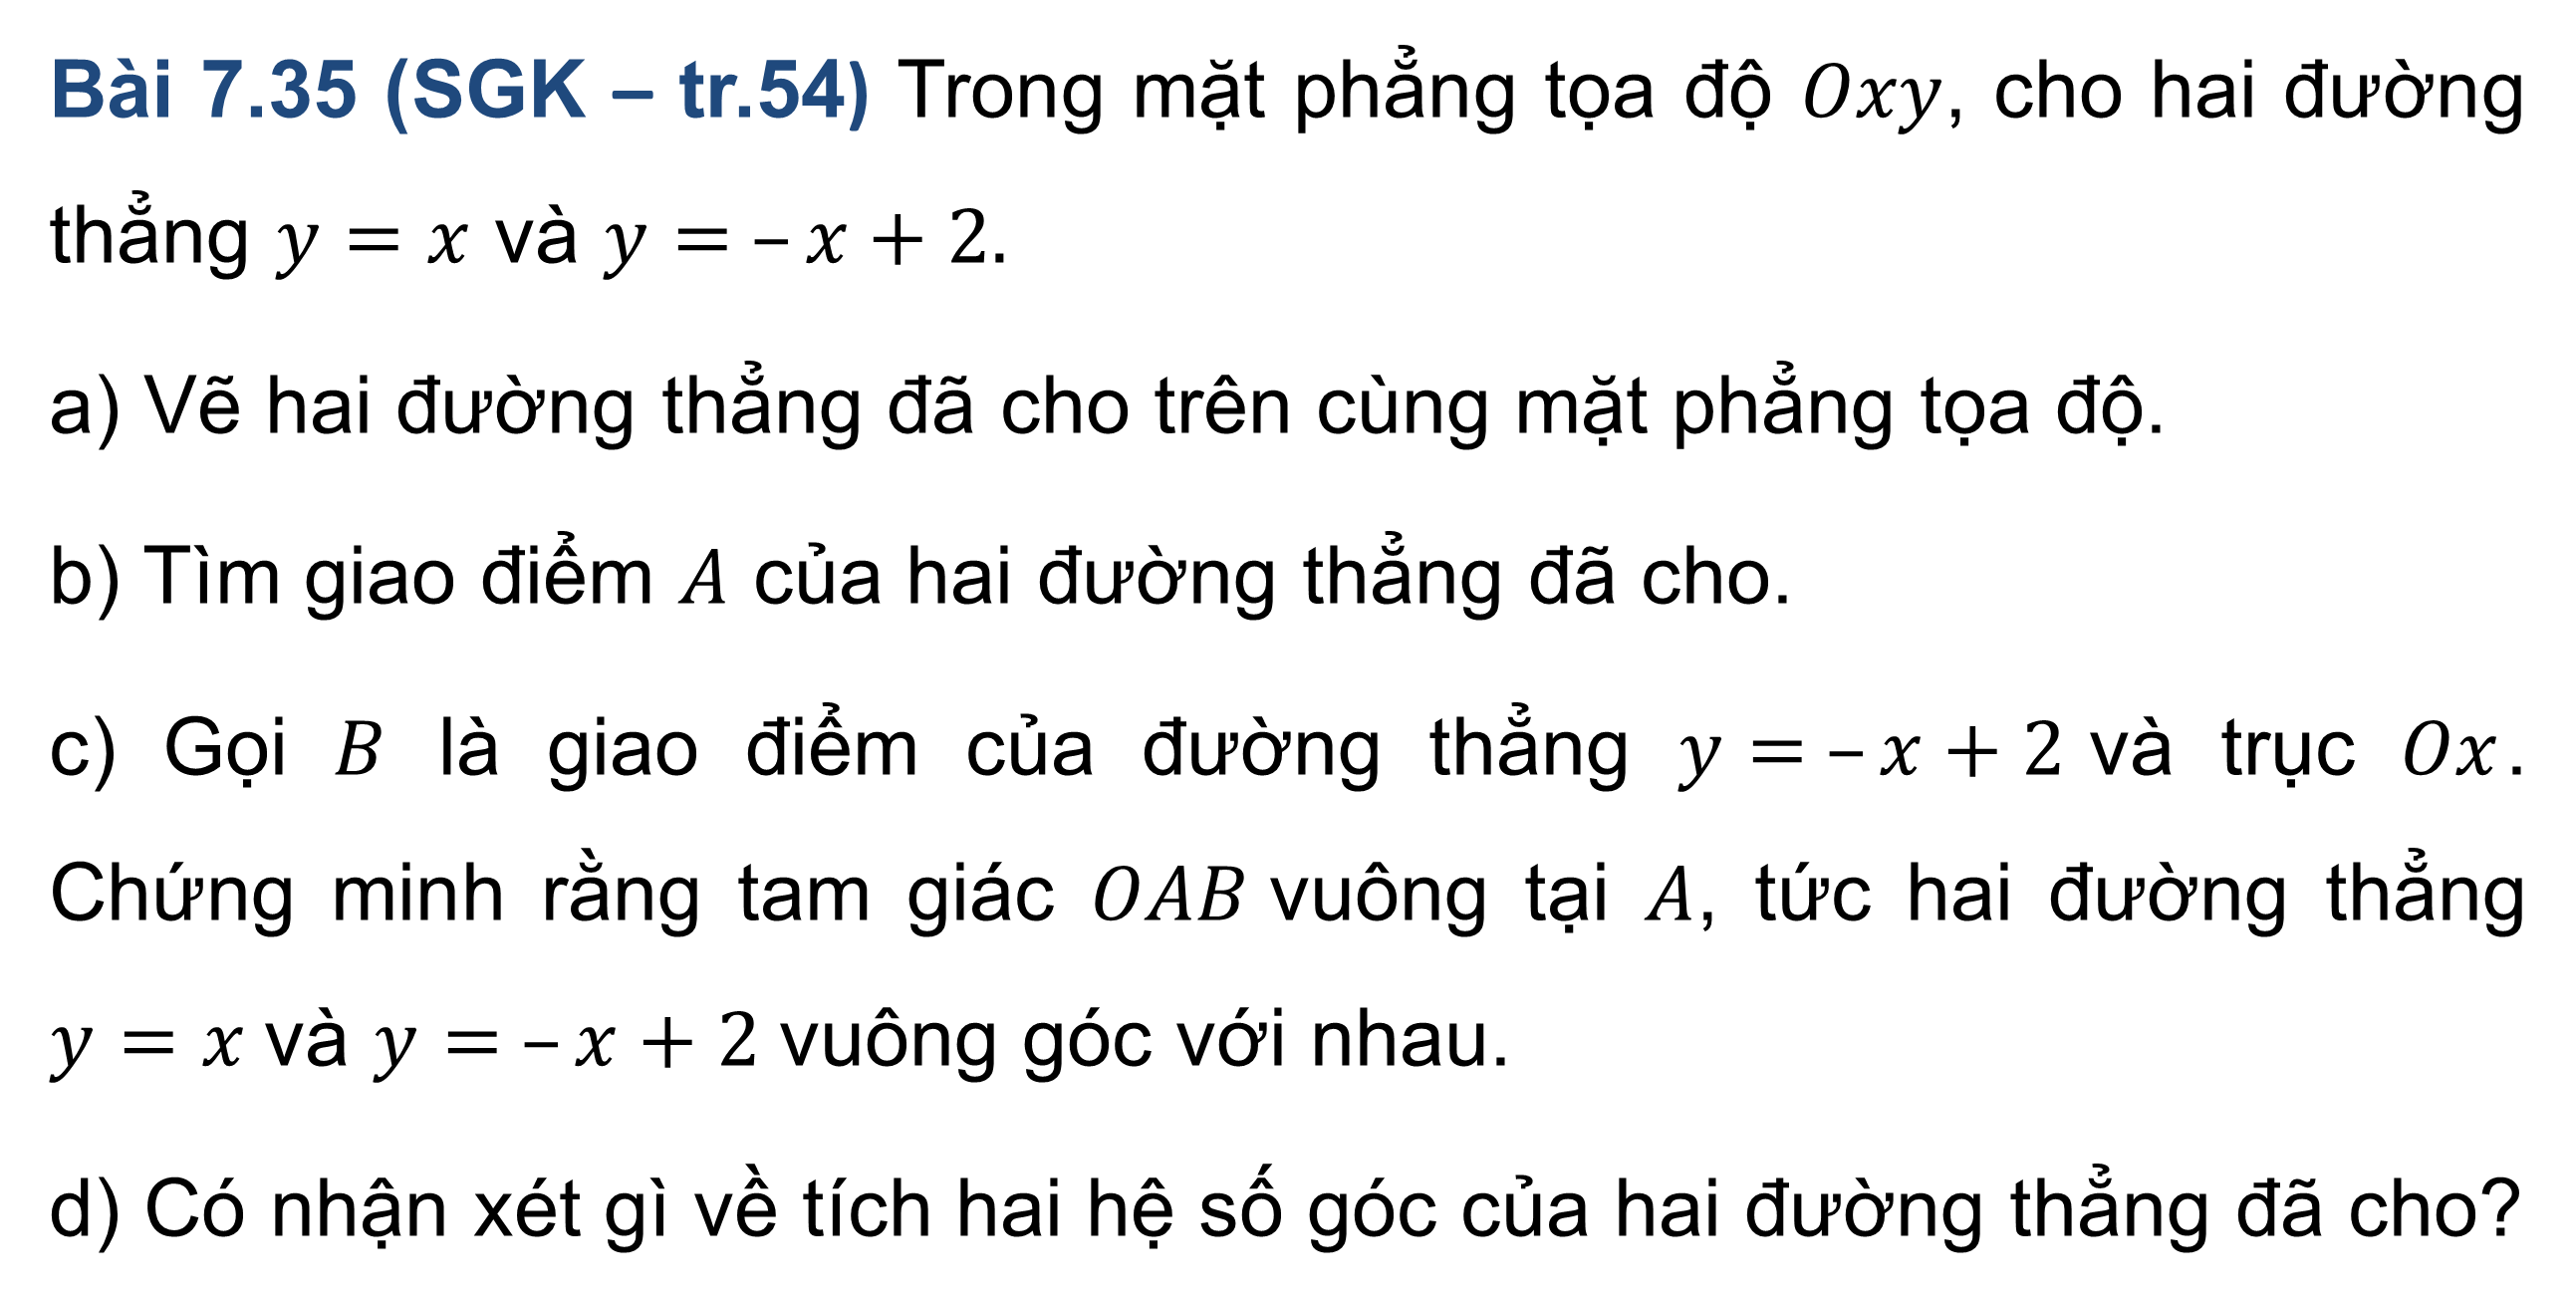 Bài 7.35 (SGK – tr.54) Trong mặt phẳng tọa độ Oxy, cho hai đường
thẳng y = x và y = – x + 2.
a) Vẽ hai đường thẳng đã cho trên cùng mặt phẳng tọa độ.
b) Tìm giao điểm A của hai đường thẳng đã cho.
c) Gọi B là giao điểm của đường thẳng y = – x + 2 và trục Ox.
Chứng minh rằng tam giác OAB vuông tại A, tức hai đường thẳng
y = x và y = – x + 2 vuông góc với nhau.
d) Có nhận xét gì về tích hai hệ số góc của hai đường thẳng đã cho?